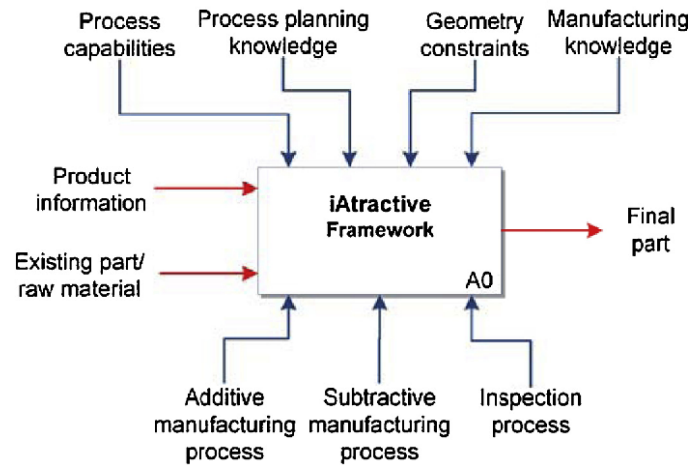 Process
capabilities
Process planning
knowledge
Geometry
constraints
Manufacturing
knowledge
Product
information
Existing part/
raw material
iAtractive
Framework
A0
Final
part
Additive
manufacturing
process
Subtractive
manufacturing
process
Inspection
process